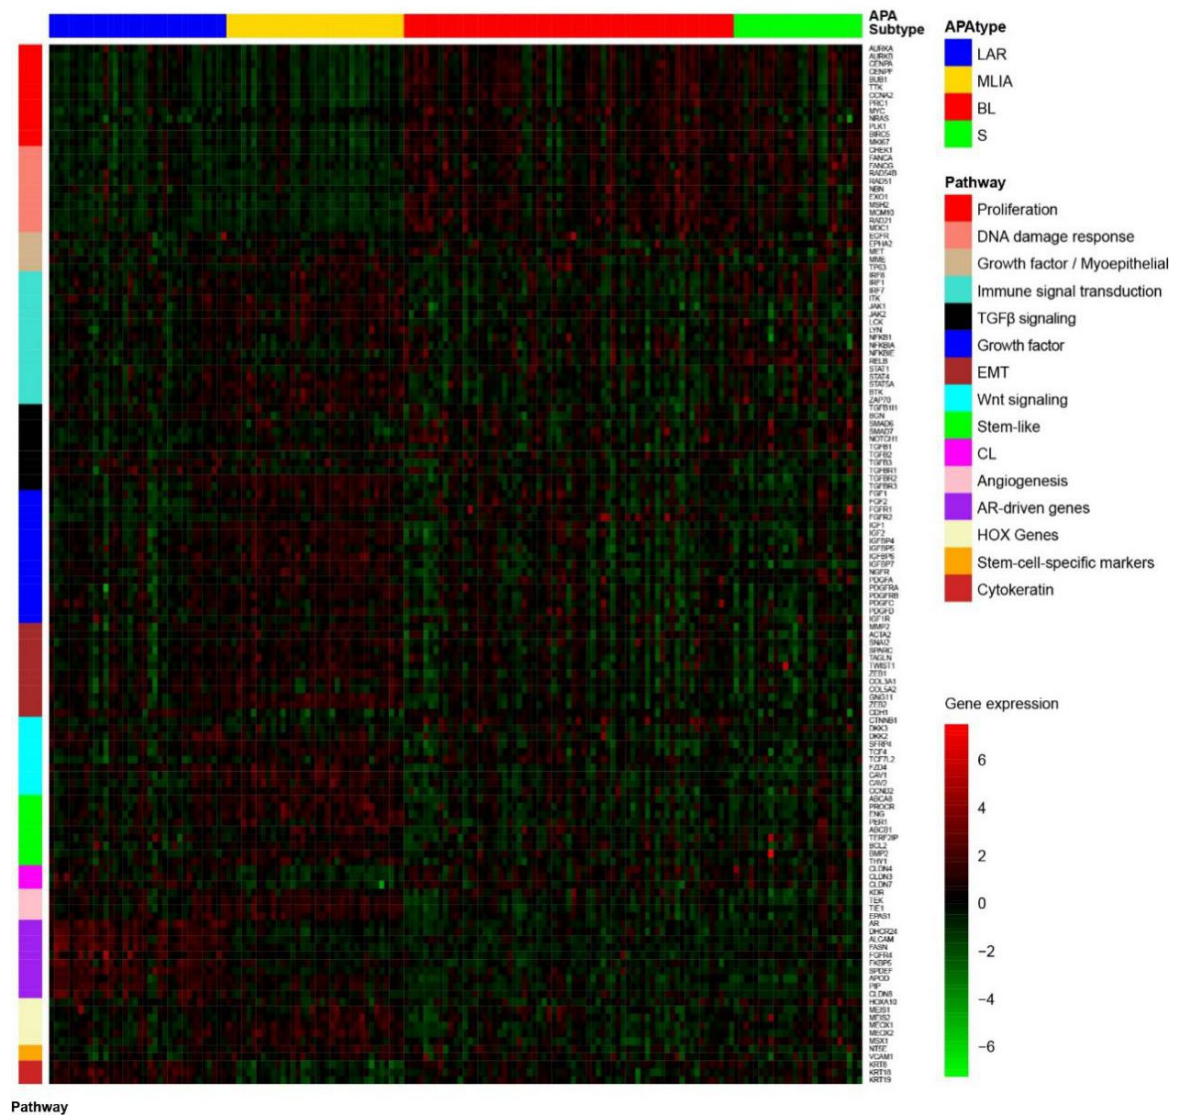 APA
Subtype
AURKA
AURKB
CENPA
CENPF
BUB1
TTK
CCNA2
PRC1
MYC
NRAS
PLK1
BIRC5
MKI67
CHEK1
FANCA
FANCG
RAD54B
RAD51
NBN
EXO1
MSH2
MCM10
RAD21
MDC1
EGFR
EPHA2
MET
MME
TP63
IRF8
IRF1
IRF7
ITK
JAK1
JAK2
LCK
LYN
NFKB1
NFKBIA
NFKBIE
RELB
STAT1
STAT4
STAT5A
BTK
ZAP70
TGFB1I1
BGN
SMAD6
SMAD7
NOTCH1
TGFB1
TGFB2
TGFB3
TGFBR1
TGFBR2
TGFBR3
FGF1
FGF2
FGFR1
FGFR2
IGF1
IGF2
IGFBP4
IGFBP5
IGFBP6
IGFBP7
NGFR
PDGFA
PDGFRA
PDGFRB
PDGFC
PDGFD
IGF1R
MMP2
ACTA2
SNAI2
SPARC
TAGLN
TWIST1
ZEB1
COL3A1
COL5A2
GNG11
ZEB2
CDH1
CTNNB1
DKK3
DKK2
SFRP4
TCF4
TCF7L2
FZD4
CAV1
CAV2
CCND2
ABCA8
PROCR
ENG
PER1
ABCB1
TERF2IP
BCL2
BMP2
THY1
CLDN4
CLDN3
CLDN7
KDR
TEK
TIE1
EPAS1
AR
DHCR24
ALCAM
FASN
FGFR4
FKBP5
SPDEF
APOD
PIP
CLDN8
HOXA10
MEIS1
MEIS2
MEOX1
MEOX2
MSX1
NT5E
VCAM1
KRT8
KRT18
KRT19
APAtype
LAR
MLIA
BL
S
Pathway
Proliferation
DNA damage response
Growth factor / Myoepithelial
Immune signal transduction
TGFβ signaling
Growth factor
EMT
Wnt signaling
Stem-like
CL
Angiogenesis
AR-driven genes
HOX Genes
Stem-cell-specific markers
Cytokeratin
Gene expression
6
4
2
0
−2
−4
−6
Pathway